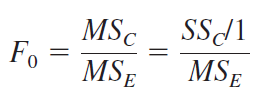 F₀ = MS_C / MS_E = SS_C/1 / MS_E